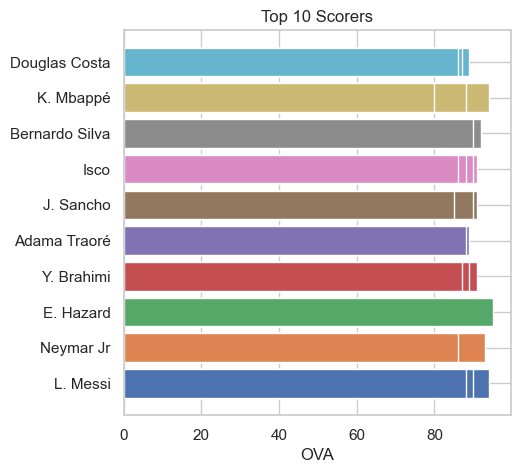 Top 10 Scorers
Douglas Costa
K. Mbappé
Bernardo Silva
Isco
J. Sancho
Adama Traoré
Y. Brahimi
E. Hazard
Neymar Jr
L. Messi
0 20 40 60 80
OVA